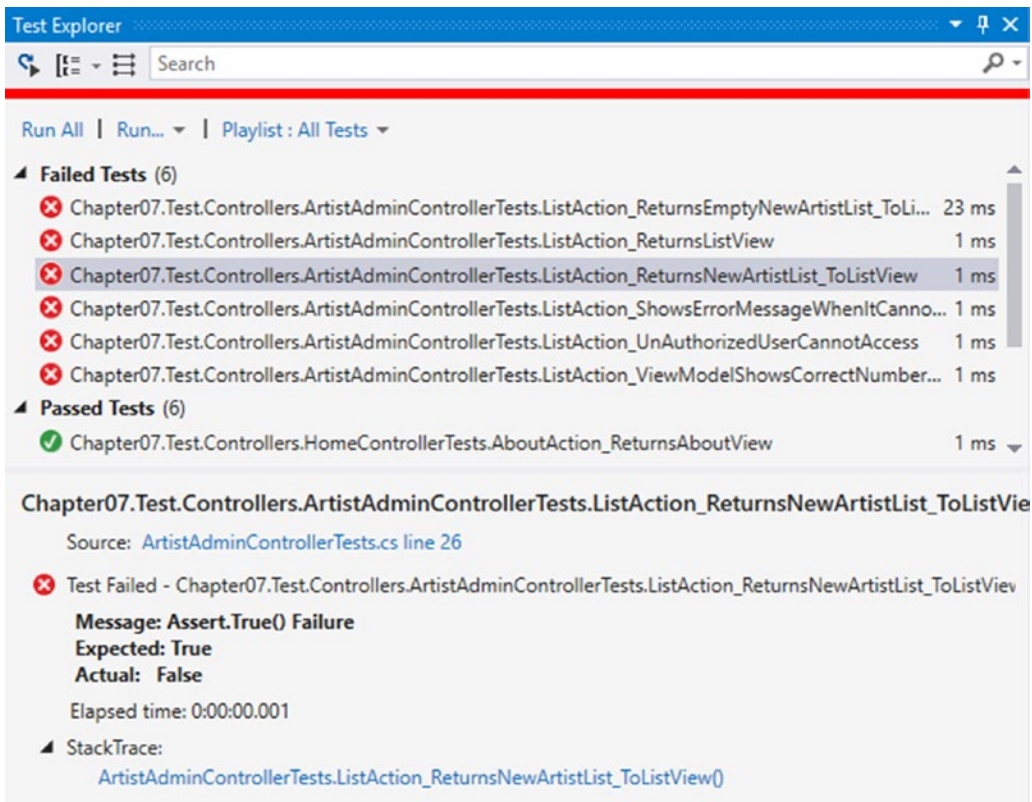 Test Explorer
Search
Run All | Run... | Playlist : All Tests
Failed Tests (6)
Chapter07.Test.Controllers.ArtistAdminControllerTests.ListAction_ReturnsEmptyNewArtistList_ToLi... 23 ms
Chapter07.Test.Controllers.ArtistAdminControllerTests.ListAction_ReturnsListView 1 ms
Chapter07.Test.Controllers.ArtistAdminControllerTests.ListAction_ReturnsNewArtistList_ToListView 1 ms
Chapter07.Test.Controllers.ArtistAdminControllerTests.ListAction_ShowsErrorMessageWhenItCanno... 1 ms
Chapter07.Test.Controllers.ArtistAdminControllerTests.ListAction_UnAuthorizedUserCannotAccess 1 ms
Chapter07.Test.Controllers.ArtistAdminControllerTests.ListAction_ViewModelShowsCorrectNumber... 1 ms
Passed Tests (6)
Chapter07.Test.Controllers.HomeControllerTests.AboutAction_ReturnsAboutView 1 ms
Chapter07.Test.Controllers.ArtistAdminControllerTests.ListAction_ReturnsNewArtistList_ToListVie
Source: ArtistAdminControllerTests.cs line 26
Test Failed - Chapter07.Test.Controllers.ArtistAdminControllerTests.ListAction_ReturnsNewArtistList_ToListView
Message: Assert.True() Failure
Expected: True
Actual: False
Elapsed time: 0:00:00.001
StackTrace:
ArtistAdminControllerTests.ListAction_ReturnsNewArtistList_ToListView()